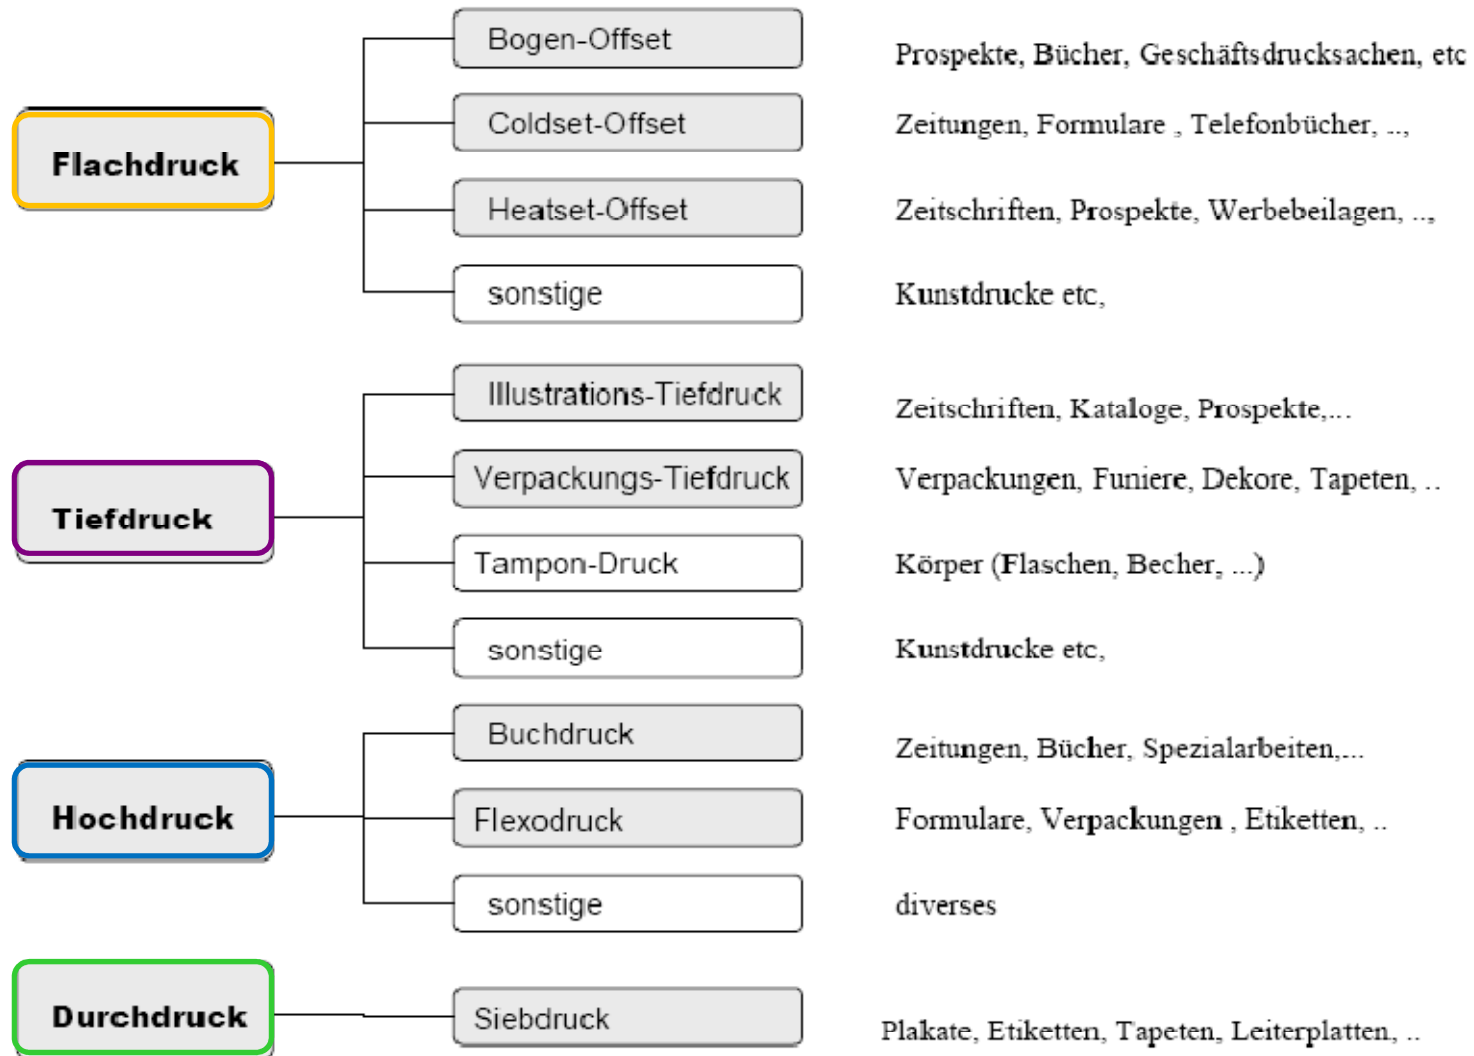 Flachdruck
Bogen-Offset
Prospekte, Bücher, Geschäftsdrucksachen, etc
Coldset-Offset
Zeitungen, Formulare , Telefonbücher, ..,
Heatset-Offset
Zeitschriften, Prospekte, Werbebeilagen, ..,
sonstige
Kunstdrucke etc,
Tiefdruck
Illustrations-Tiefdruck
Zeitschriften, Kataloge, Prospekte,...
Verpackungs-Tiefdruck
Verpackungen, Funiere, Dekore, Tapeten, ..
Tampon-Druck
Körper (Flaschen, Becher, ...)
sonstige
Kunstdrucke etc,
Hochdruck
Buchdruck
Zeitungen, Bücher, Spezialarbeiten,...
Flexodruck
Formulare, Verpackungen , Etiketten, ..
sonstige
diverses
Durchdruck
Siebdruck
Plakate, Etiketten, Tapeten, Leiterplatten, ..